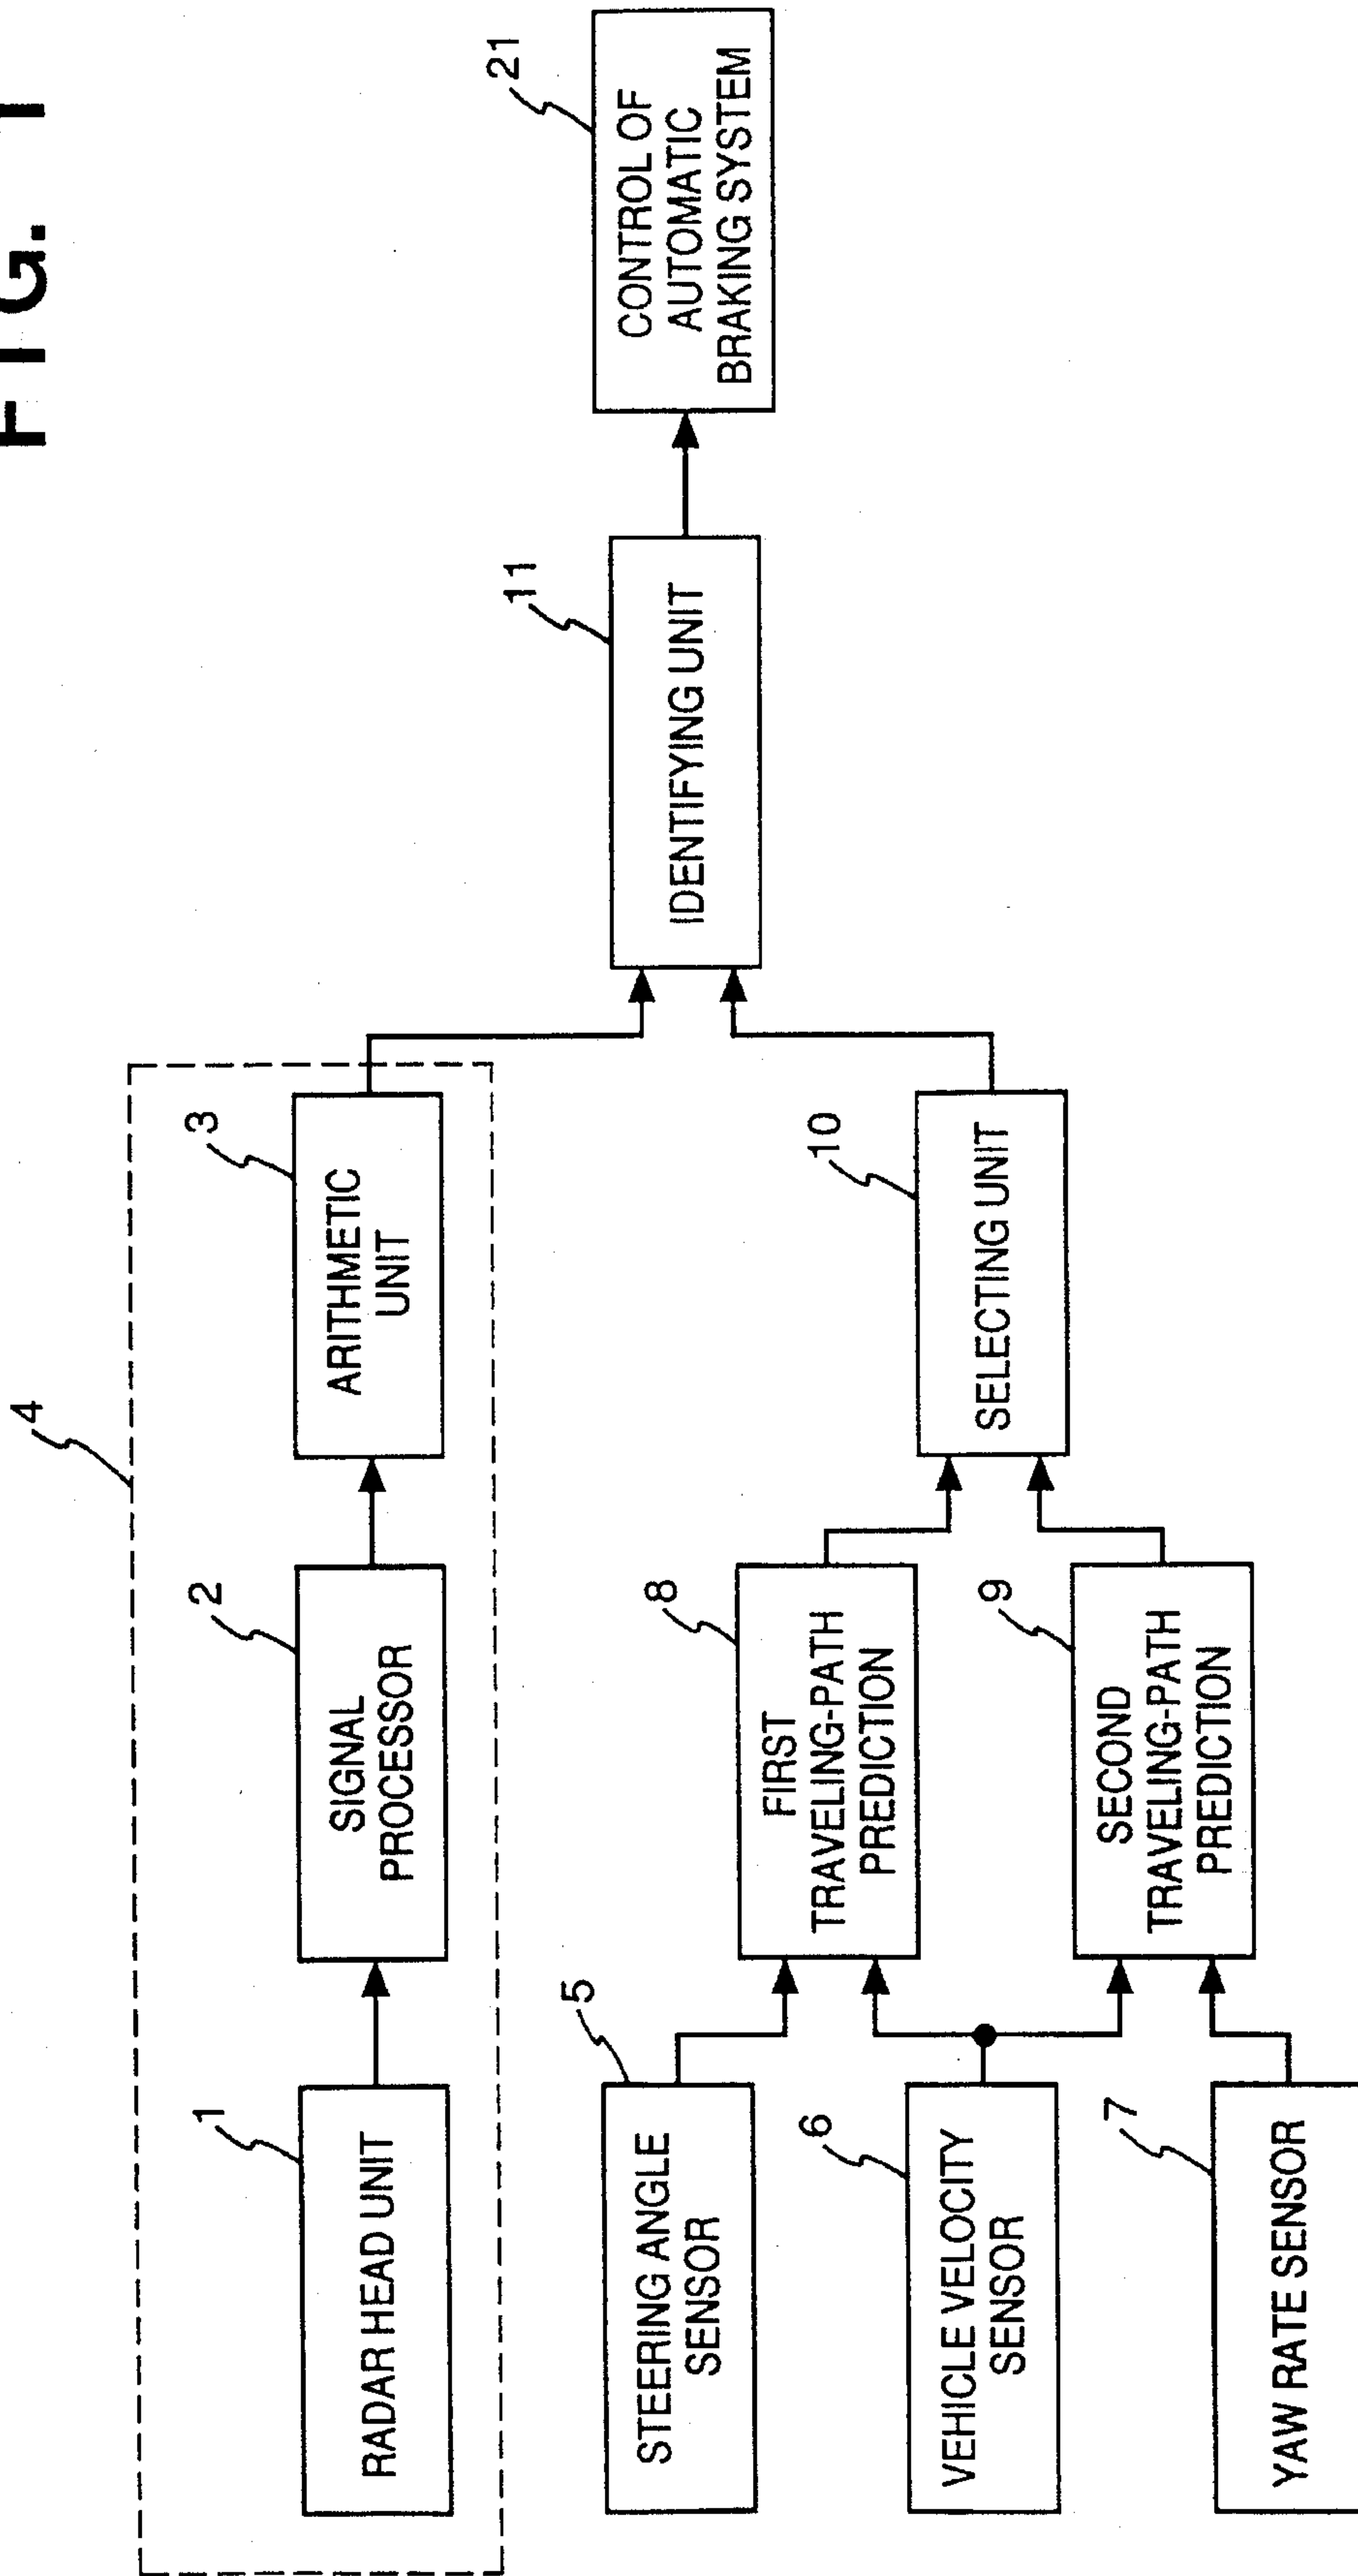 FIG. 1
4
1
RADAR HEAD UNIT
2
SIGNAL
PROCESSOR
3
ARITHMETIC
UNIT
5
STEERING ANGLE
SENSOR
6
VEHICLE VELOCITY
SENSOR
7
YAW RATE SENSOR
8
FIRST
TRAVELING-PATH
PREDICTION
9
SECOND
TRAVELING-PATH
PREDICTION
10
SELECTING UNIT
11
IDENTIFYING UNIT
21
CONTROL OF
AUTOMATIC
BRAKING SYSTEM